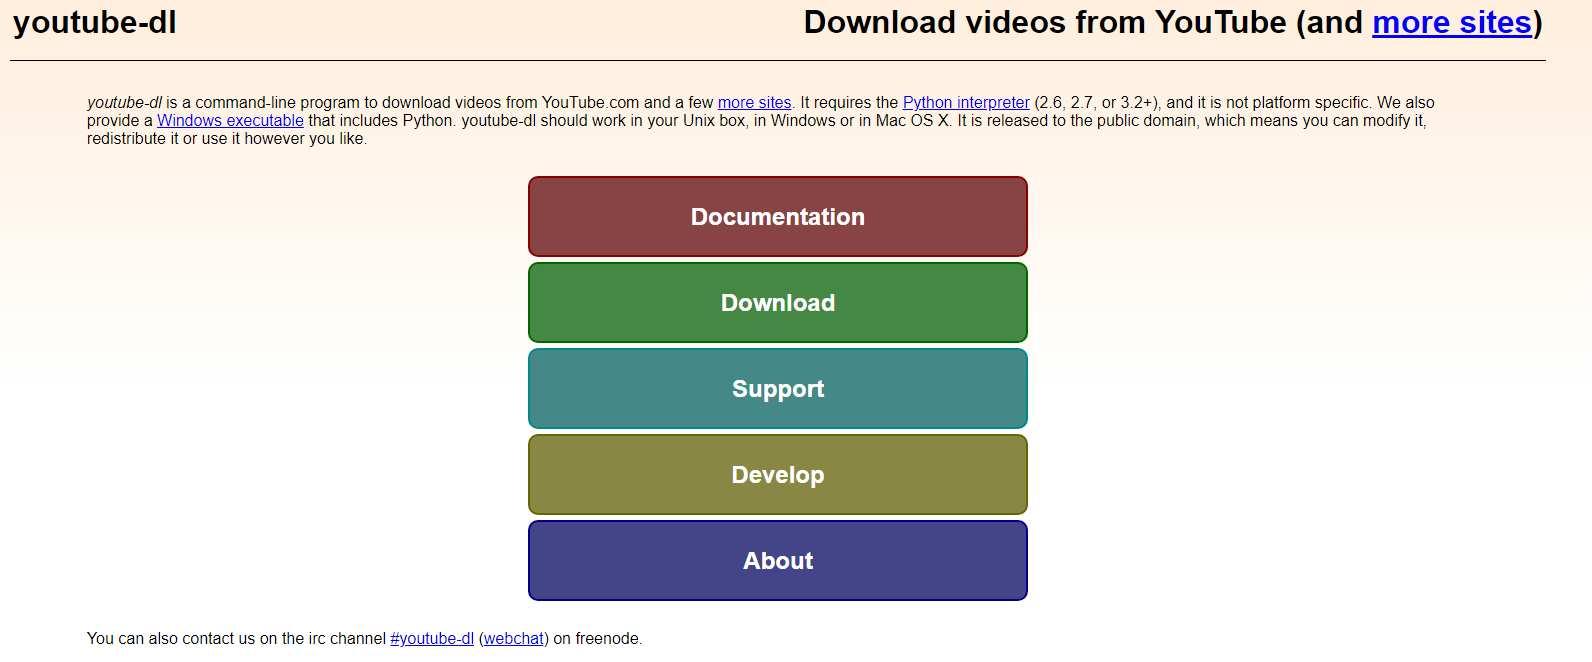 youtube-dl
Download videos from YouTube (and more sites)
youtube-dl is a command-line program to download videos from YouTube.com and a few more sites. It requires the Python interpreter (2.6, 2.7, or 3.2+), and it is not platform specific. We also
provide a Windows executable that includes Python. youtube-dl should work in your Unix box, in Windows or in Mac OS X. It is released to the public domain, which means you can modify it,
redistribute it or use it however you like.
Documentation
Download
Support
Develop
About
You can also contact us on the irc channel #youtube-dl (webchat) on freenode.